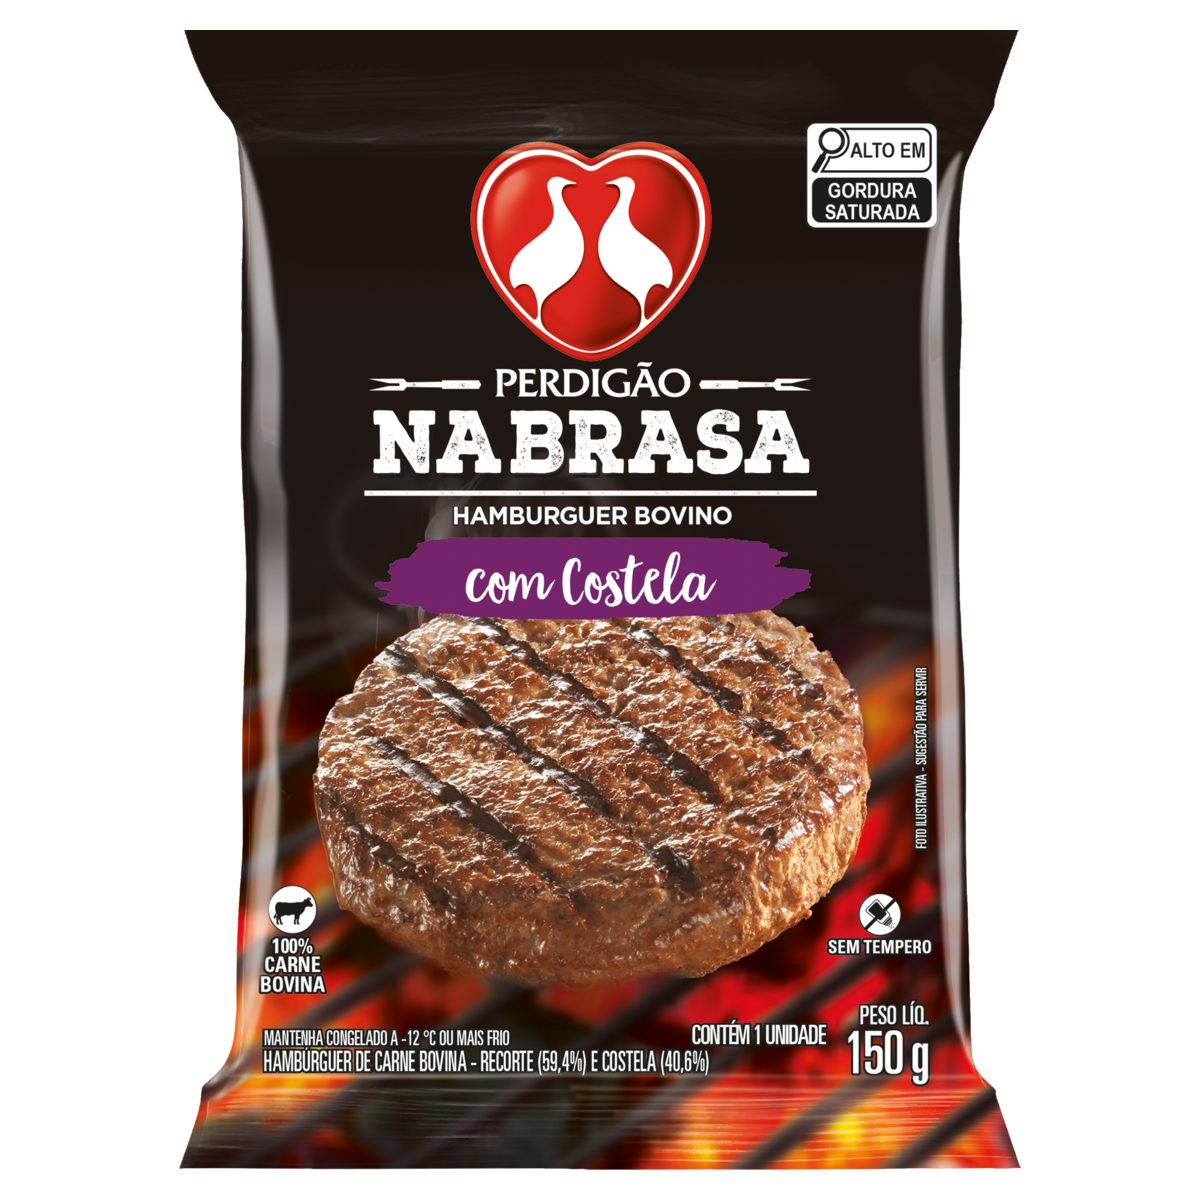 ALTO EM
GORDURA
SATURADA
PERDIGÃO
NA BRASA
HAMBURGUER BOVINO
com Costela
FOTO ILUSTRATIVA - SUGESTÃO PARA SERVIR
100%
CARNE
BOVINA
SEM TEMPERO
MANTENHA CONGELADO A -12 °C OU MAIS FRIO
HAMBÚRGUER DE CARNE BOVINA - RECORTE (59,4%) E COSTELA (40,6%)
CONTÉM 1 UNIDADE
PESO LÍQ.
150 g